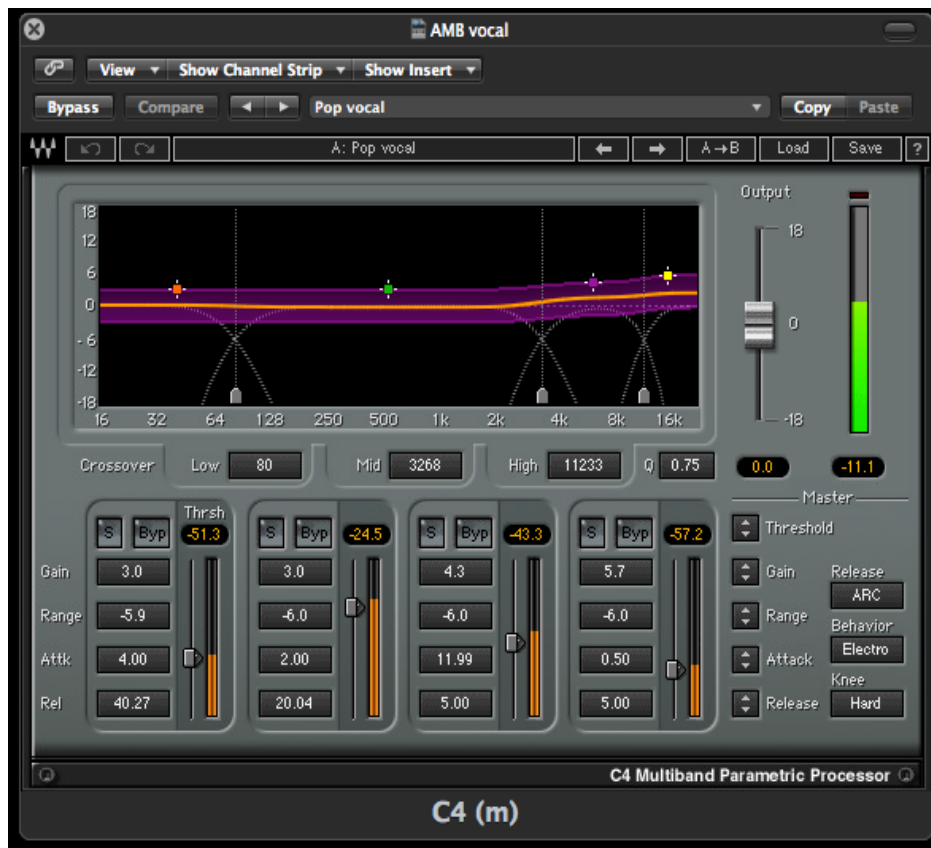 AMB vocal
View Show Channel Strip Show Insert
Bypass Compare Pop vocal Copy Paste
A: Pop vocal A→B Load Save ?
Output
18
12
6
0
- 6
-12
-18
16 32 64 128 250 500 1k 2k 4k 8k 16k
18
0
-18
Crossover Low 80 Mid 3268 High 11233 Q 0.75 0.0 -11.1
Master
Thrsh
S Byp -51.3 S Byp -24.5 S Byp -43.3 S Byp -57.2 Threshold
Gain 3.0 3.0 4.3 5.7 Gain Release
ARC
Range -5.9 -6.0 -6.0 -6.0 Range Behavior
Electro
Attk 4.00 2.00 11.99 0.50 Attack
Knee
Rel 40.27 20.04 5.00 5.00 Release Hard
C4 Multiband Parametric Processor
C4 (m)